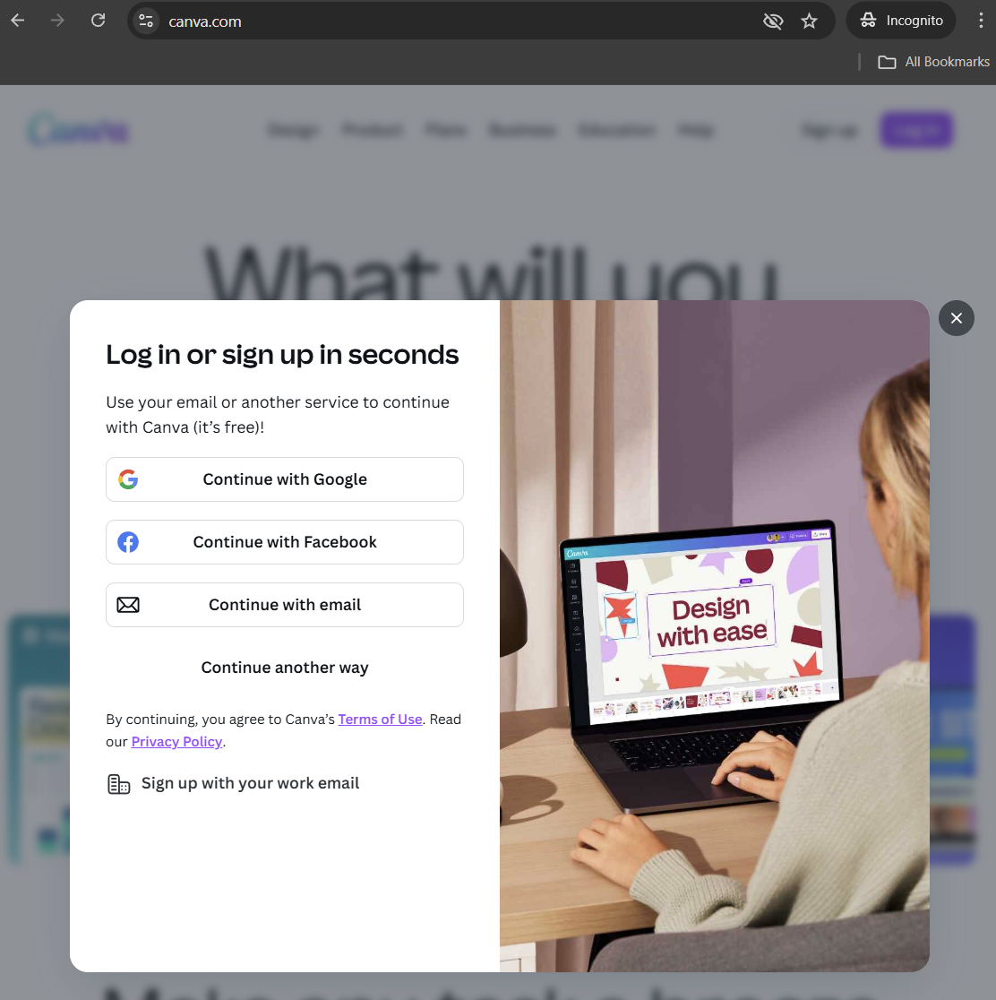 canva.com
Incognito
All Bookmarks
Canva
Design Product Plans Business Education Help
Sign up
Log in
What will you
Log in or sign up in seconds
Use your email or another service to continue
with Canva (it’s free)!
Continue with Google
Continue with Facebook
Continue with email
Continue another way
By continuing, you agree to Canva’s Terms of Use. Read
our Privacy Policy.
Sign up with your work email
Canva
Share
Design
with ease